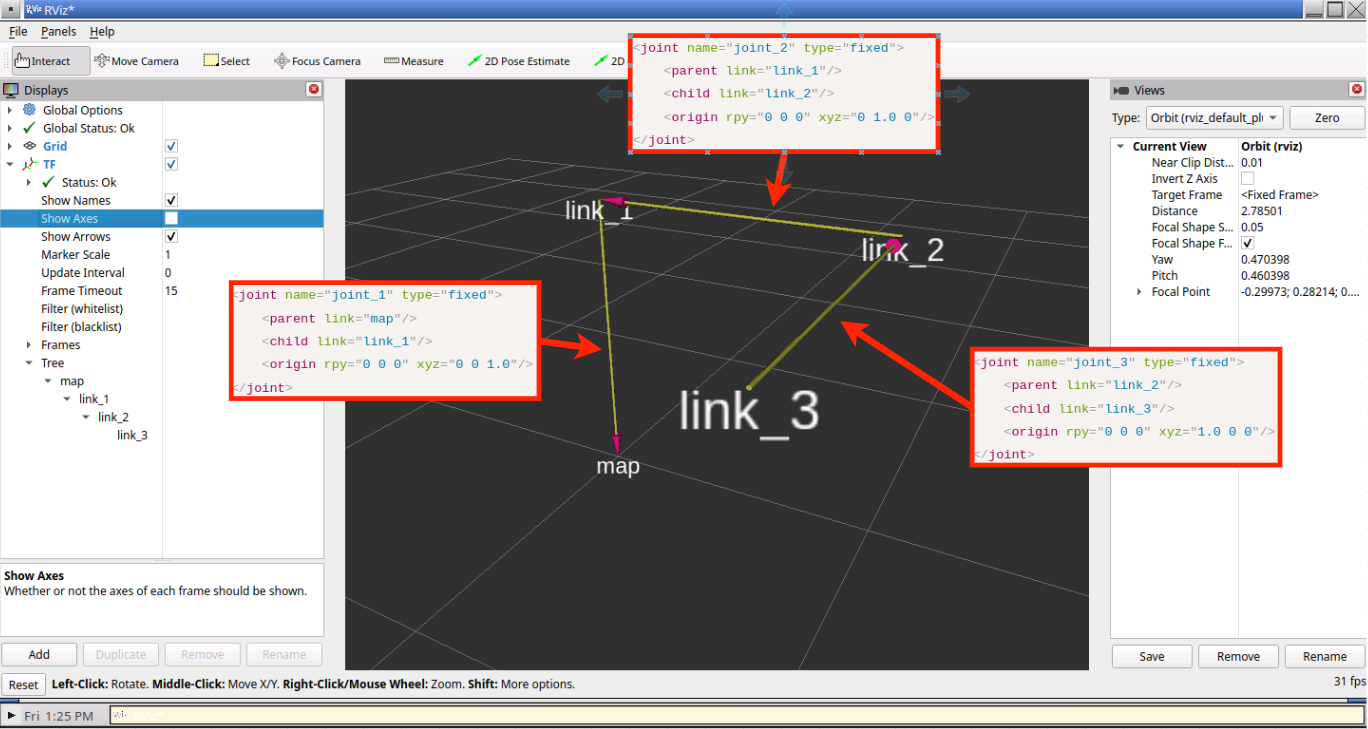 RViz RViz*
File Panels Help
Interact Move Camera Select Focus Camera Measure 2D Pose Estimate 2D
<joint name="joint_2" type="fixed">
<parent link="link_1"/>
<child link="link_2"/>
<origin rpy="0 0 0" xyz="0 1.0 0"/>
</joint>
Displays
Global Options
Global Status: Ok
Grid
TF
Status: Ok
Show Names
Show Axes
Show Arrows
Marker Scale 1
Update Interval 0
Frame Timeout 15
Filter (whitelist)
Filter (blacklist)
Frames
Tree
map
link_1
link_2
link_3
Show Axes
Whether or not the axes of each frame should be shown.
Add Duplicate Remove Rename
link_1
link_2
<joint name="joint_1" type="fixed">
<parent link="map"/>
<child link="link_1"/>
<origin rpy="0 0 0" xyz="0 0 1.0"/>
</joint>
link_3
map
<joint name="joint_3" type="fixed">
<parent link="link_2"/>
<child link="link_3"/>
<origin rpy="0 0 0" xyz="1.0 0 0"/>
</joint>
Views
Type: Orbit (rviz_default_pl Zero
Current View Orbit (rviz)
Near Clip Dist... 0.01
Invert Z Axis
Target Frame <Fixed Frame>
Distance 2.78501
Focal Shape S... 0.05
Focal Shape F...
Yaw 0.470398
Pitch 0.460398
Focal Point -0.29973; 0.28214; 0....
Save Remove Rename
Reset Left-Click: Rotate. Middle-Click: Move X/Y. Right-Click/Mouse Wheel: Zoom. Shift: More options. 31 fps
Fri 1:25 PM